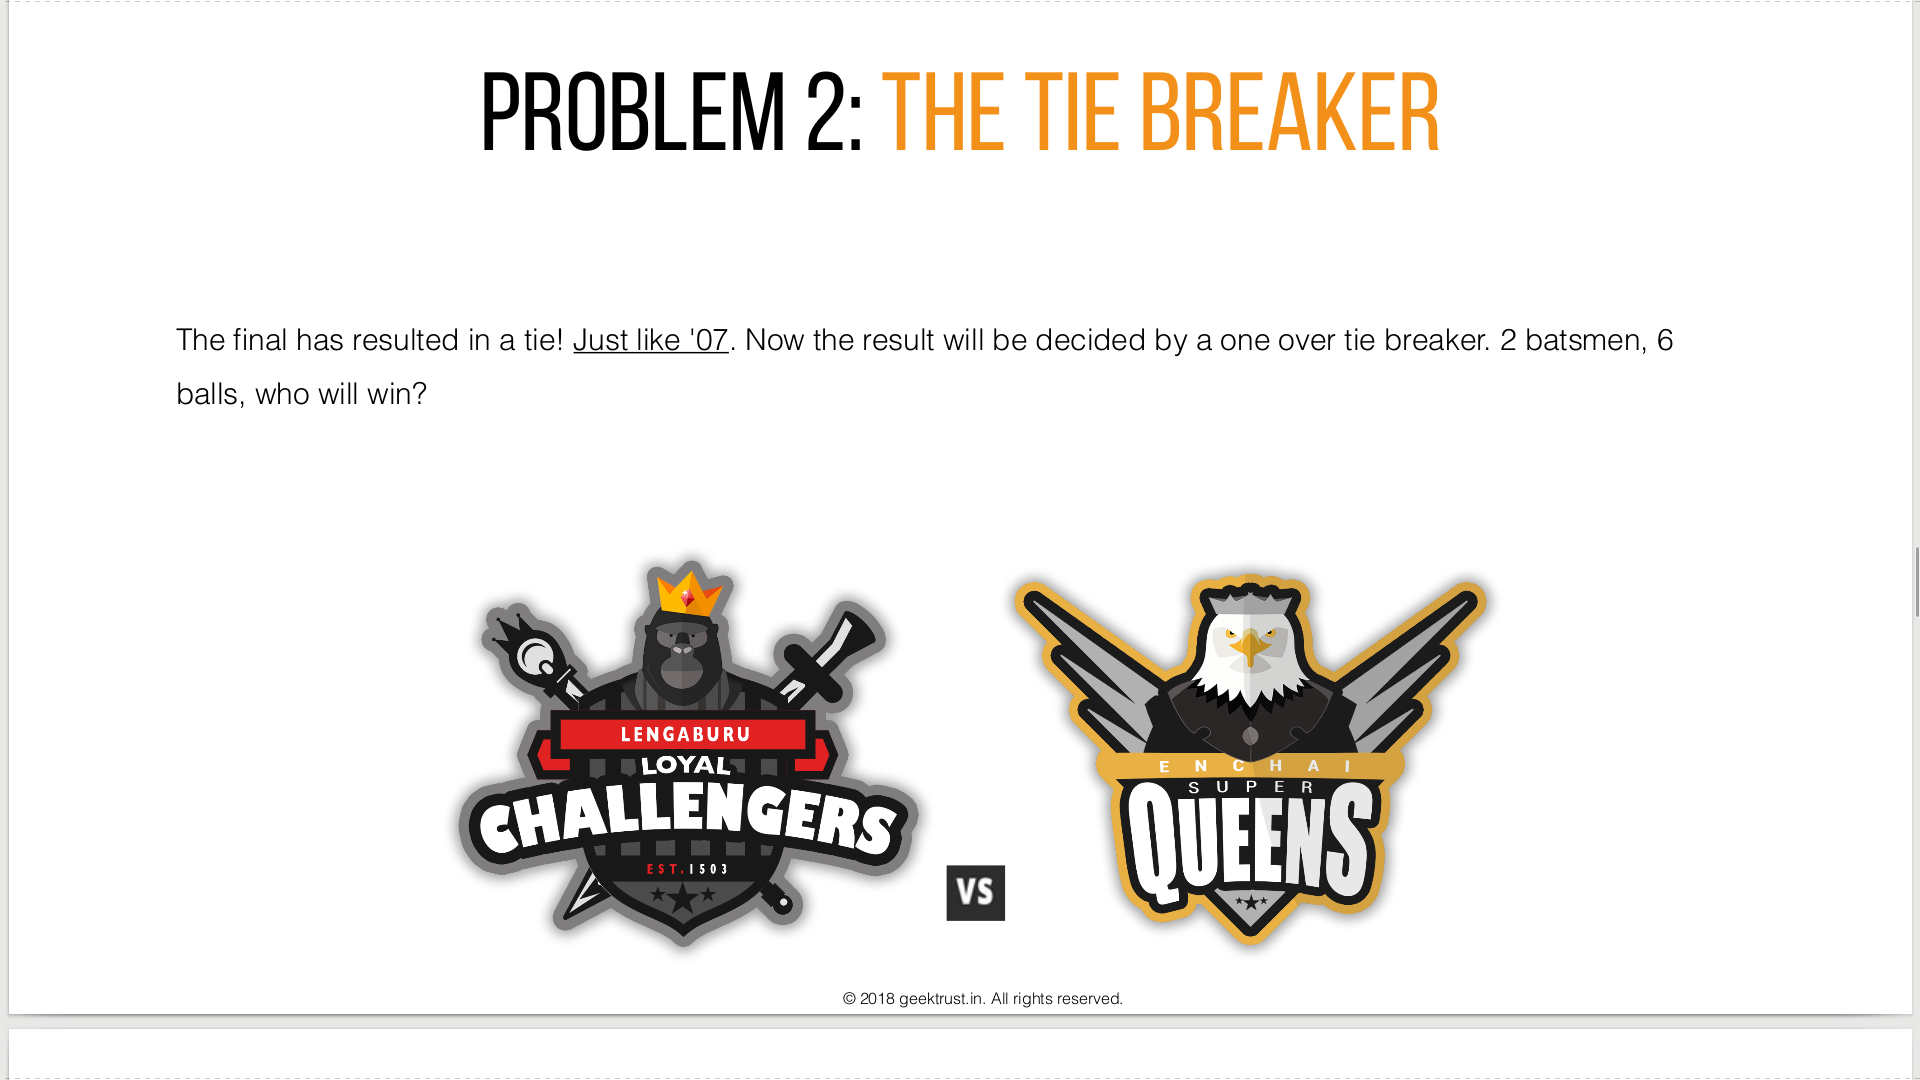 PROBLEM 2: THE TIE BREAKER
The final has resulted in a tie! Just like '07. Now the result will be decided by a one over tie breaker. 2 batsmen, 6
balls, who will win?
LENGABURU
LOYAL
CHALLENGERS
EST.1503
VS
ENCHAI
SUPER
QUEENS
© 2018 geektrust.in. All rights reserved.